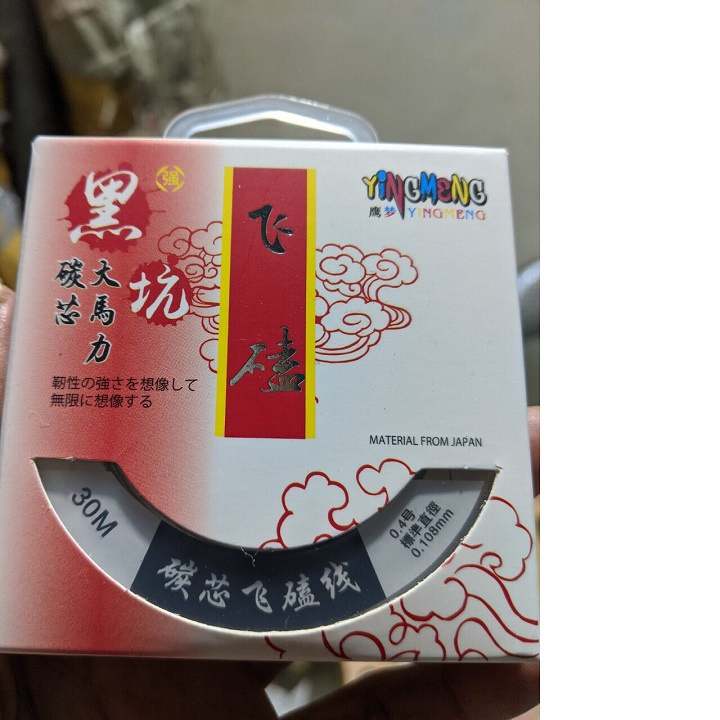 黑坑
强
碳芯
大馬力
靭性の強さを想像して
無限に想像する
飞磕
YINGMENG
鹰梦 YINGMENG
MATERIAL FROM JAPAN
30M
碳芯飞磕线
0.4号
標準直徑
0.108mm